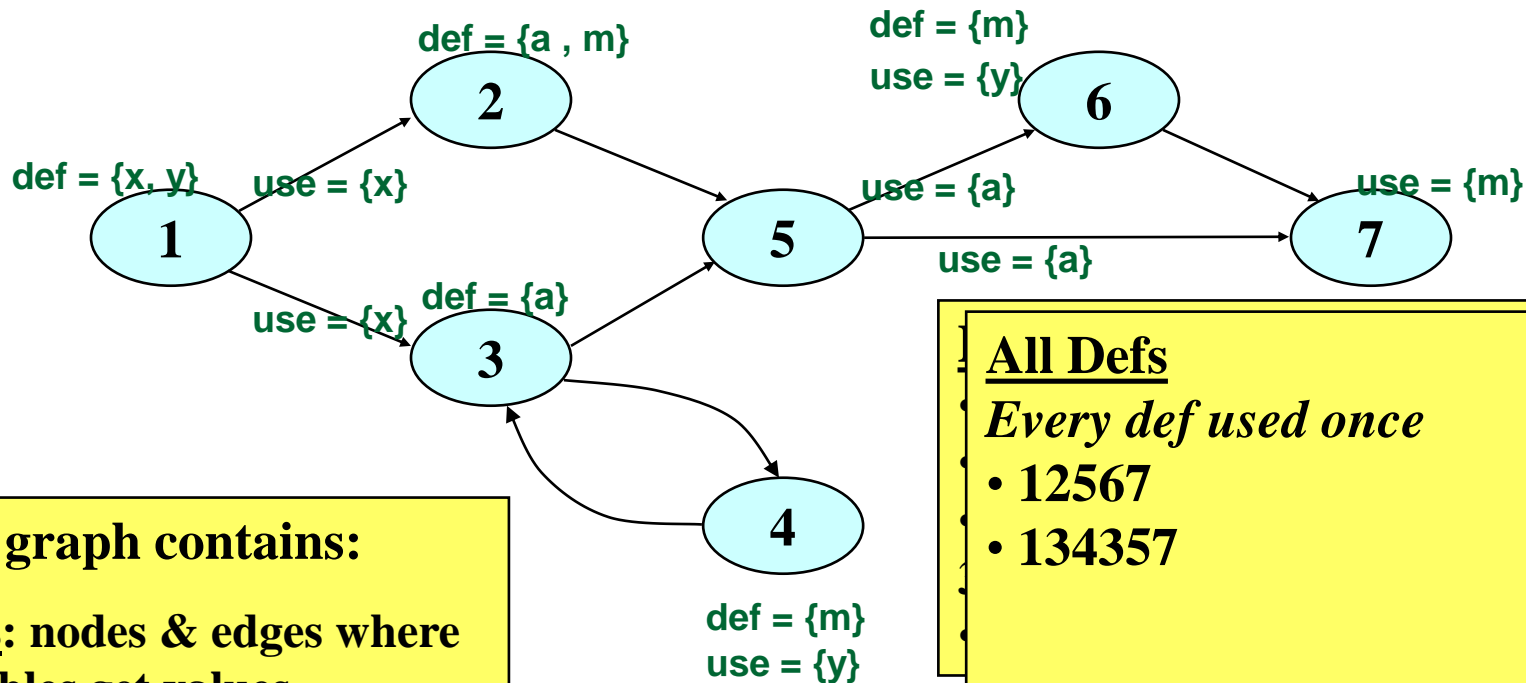 def = {a , m}
def = {m}
use = {y}
2
6
def = {x, y}
use = {x}
use = {a}
use = {m}
1
5
7
use = {a}
use = {x}
def = {a}
3
All Defs
Every def used once
• 12567
• 134357
4
graph contains:
: nodes & edges where
values
def = {m}
use = {y}